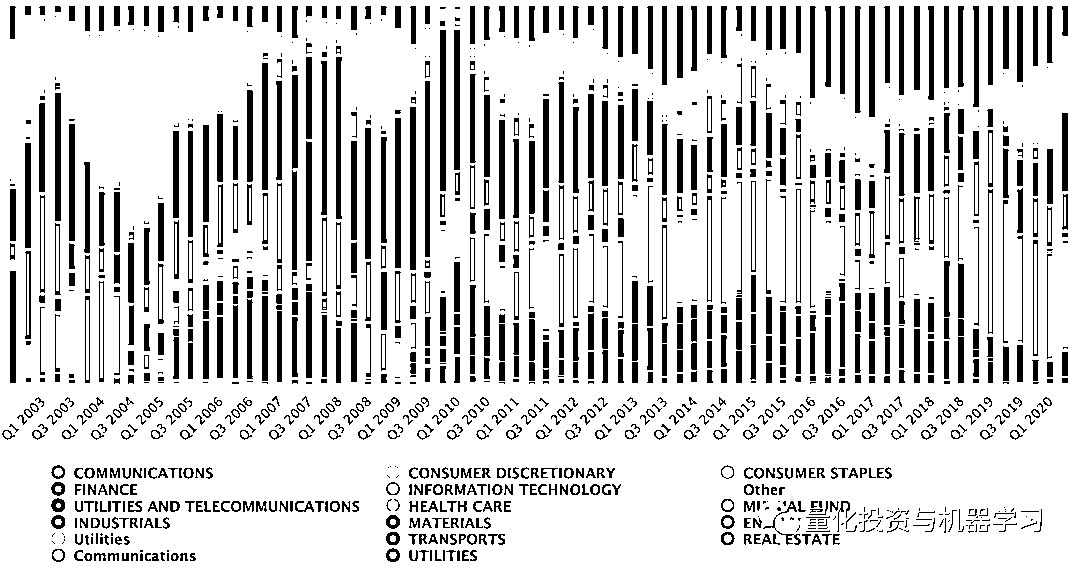 Q1 2003 Q3 2003 Q1 2004 Q3 2004 Q1 2005 Q3 2005 Q1 2006 Q3 2006 Q1 2007 Q3 2007 Q1 2008 Q3 2008 Q1 2009 Q3 2009 Q1 2010 Q3 2010 Q1 2011 Q3 2011 Q1 2012 Q3 2012 Q1 2013 Q3 2013 Q1 2014 Q3 2014 Q1 2015 Q3 2015 Q1 2016 Q3 2016 Q1 2017 Q3 2017 Q1 2018 Q3 2018 Q1 2019 Q3 2019 Q1 2020
COMMUNICATIONS CONSUMER DISCRETIONARY CONSUMER STAPLES
FINANCE INFORMATION TECHNOLOGY Other
UTILITIES AND TELECOMMUNICATIONS HEALTH CARE FUND
INDUSTRIALS MATERIALS
Utilities TRANSPORTS REAL ESTATE
Communications UTILITIES
量化投资与机器学习